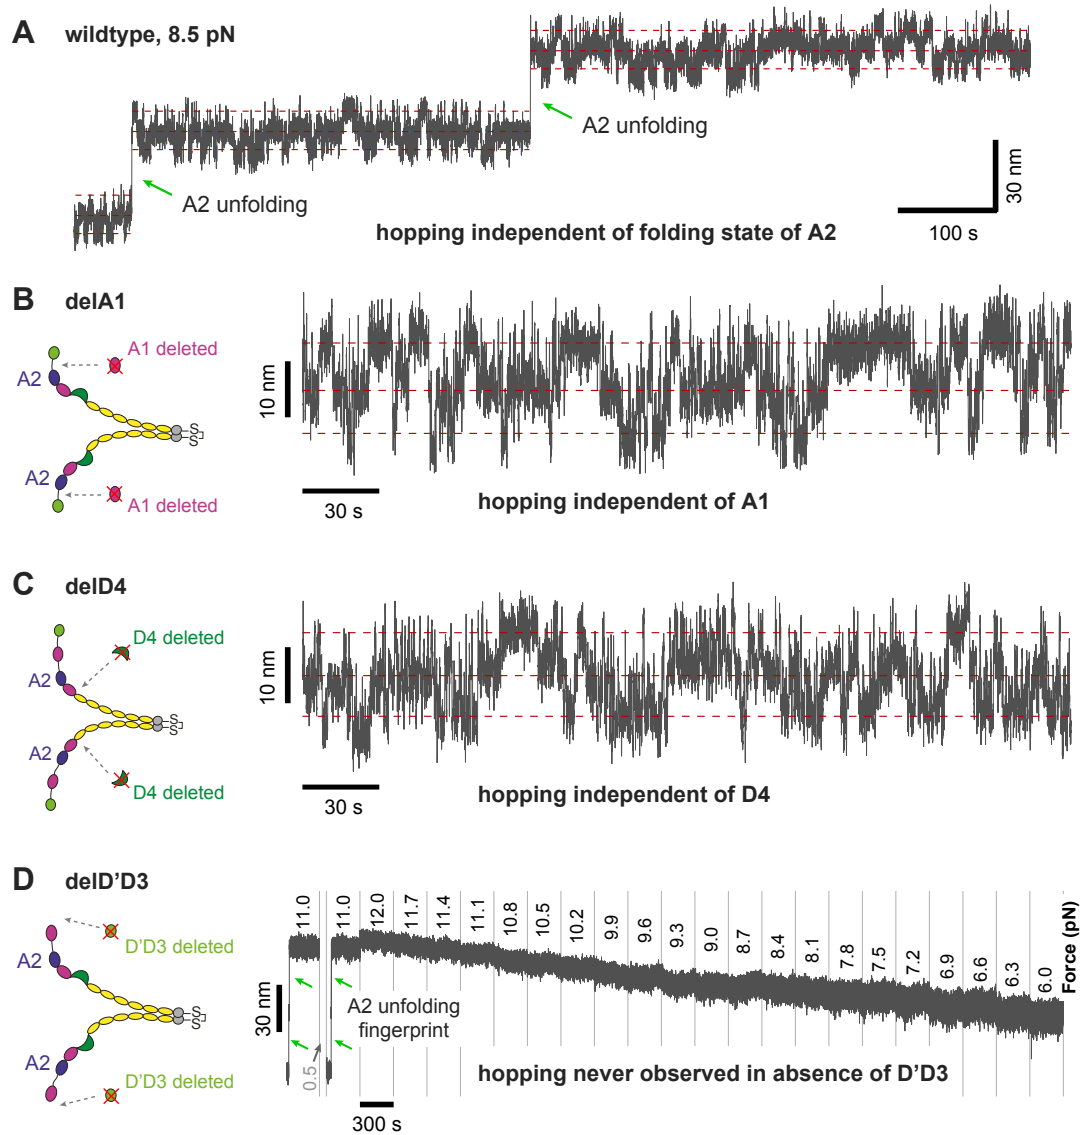 A wildtype, 8.5 pN
A2 unfolding
A2 unfolding
30 nm
100 s
hopping independent of folding state of A2
B delA1
A1 deleted
A2
S
S
A2
A1 deleted
10 nm
30 s
hopping independent of A1
C delD4
D4 deleted
A2
S
S
A2
D4 deleted
10 nm
30 s
hopping independent of D4
D delD'D3
D'D3 deleted
A2
S
S
A2
D'D3 deleted
11.0 11.0 12.0 11.7 11.4 11.1 10.8 10.5 10.2 9.9 9.6 9.3 9.0 8.7 8.4 8.1 7.8 7.5 7.2 6.9 6.6 6.3 6.0 Force (pN)
30 nm
A2 unfolding
fingerprint
0.5
hopping never observed in absence of D'D3
300 s